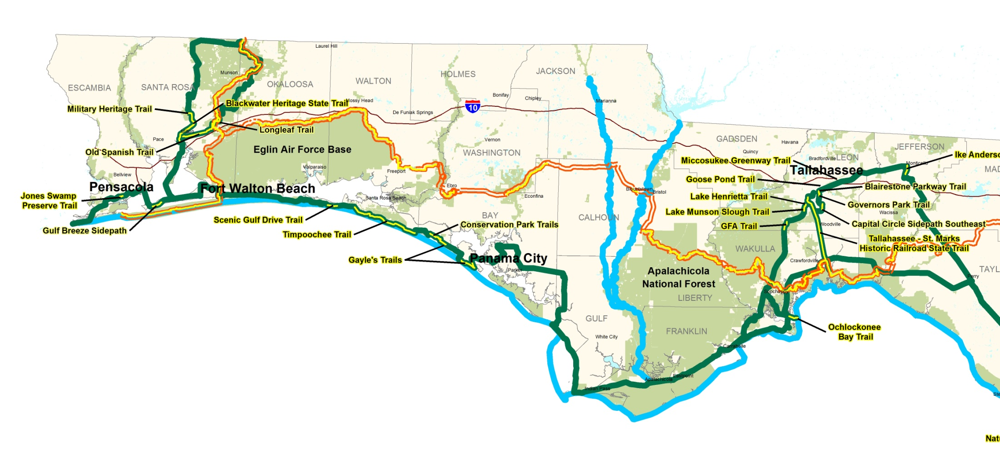 Laurel Hill
Munson
ESCAMBIA
SANTA ROSA
OKALOOSA
WALTON
HOLMES
JACKSON
Military Heritage Trail
Blackwater Heritage State Trail
Mossy Head
De Funiak Springs
10
Bonifay
Chipley
Marianna
Longleaf Trail
Milton
Pace
Old Spanish Trail
Eglin Air Force Base
Vernon
WASHINGTON
GADSDEN
Quincy
Havana
JEFFERSON
Bradfordville
LEON
Miccosukee Greenway Trail
Monticello
Ike Anderso
MAD
Tallahassee
Bellview
Valparaiso
Freeport
Goose Pond Trail
Pensacola
Fort Walton Beach
Ebro
Blountstown
Bristol
Blairestone Parkway Trail
Jones Swamp
Preserve Trail
Santa Rosa Beach
Econfina
Lake Henrietta Trail
Governors Park Trail
Lake Munson Slough Trail
Wacissa
Scenic Gulf Drive Trail
BAY
CALHOUN
Conservation Park Trails
GFA Trail
Woodville
Capital Circle Sidepath Southeast
Gulf Breeze Sidepath
Timpoochee Trail
Tallahassee - St. Marks
Historic Railroad State Trail
WAKULLA
Gayle's Trails
Panama City
Crawfordville
Parker
Apalachicola
National Forest
TAYL
Perry
Sopchoppy
LIBERTY
GULF
FRANKLIN
White City
Ochlockonee
Bay Trail
Carrabelle
Eastpoint
Apalachicola
Indian Pass
Ste
Natu